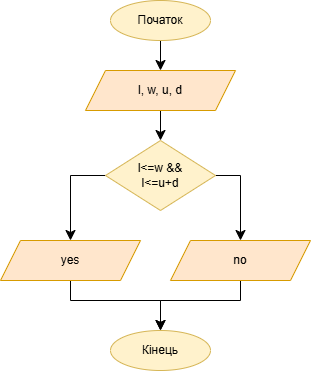 Початок
l, w, u, d
l<=w &&
l<=u+d
yes
no
Кінець